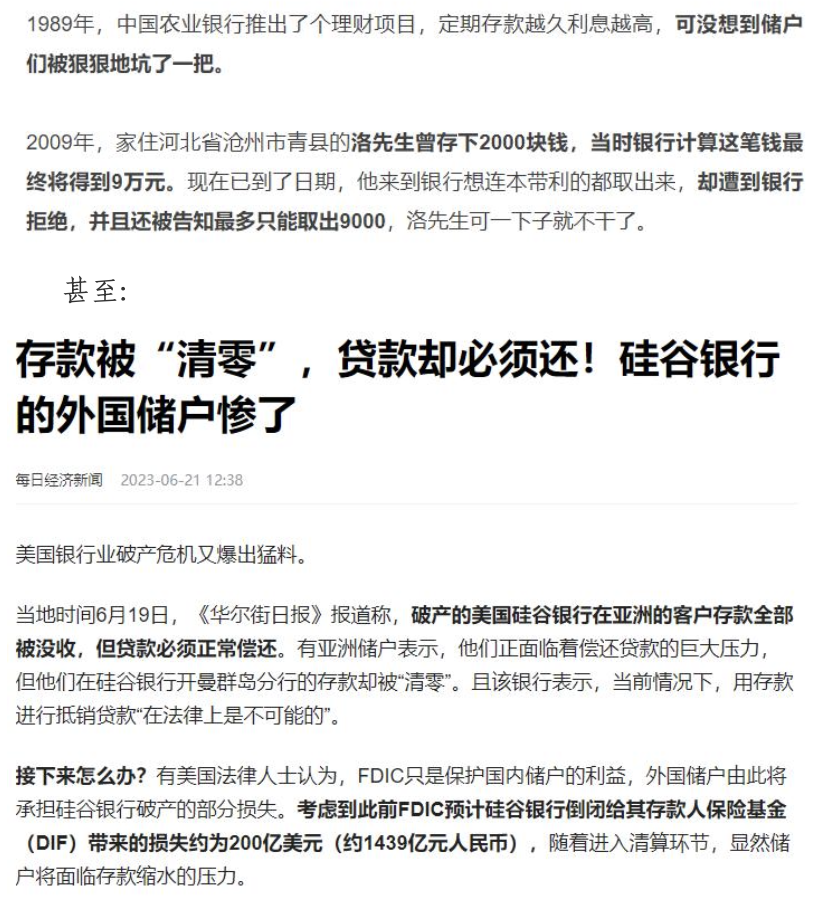 1989年，中国农业银行推出了个理财项目，定期存款越久利息越高，可没想到储户
们被狠狠地坑了一把。
2009年，家住河北省沧州市青县的洛先生曾存下2000块钱，当时银行计算这笔钱最
终将得到9万元。现在已到了日期，他来到银行想连本带利的都取出来，却遭到银行
拒绝，并且还被告知最多只能取出9000，洛先生可一下子就不干了。
甚至：
存款被“清零”，贷款却必须还！硅谷银行
的外国储户惨了
每日经济新闻 2023-06-21 12:38
美国银行业破产危机又爆出猛料。
当地时间6月19日，《华尔街日报》报道称，破产的美国硅谷银行在亚洲的客户存款全部
被没收，但贷款必须正常偿还。有亚洲储户表示，他们正面临着偿还贷款的巨大压力，
但他们在硅谷银行开曼群岛分行的存款却被“清零”。且该银行表示，当前情况下，用存款
进行抵销贷款“在法律上是不可能的”。
接下来怎么办？有美国法律人士认为，FDIC只是保护国内储户的利益，外国储户由此将
承担硅谷银行破产的部分损失。考虑到此前FDIC预计硅谷银行倒闭给其存款人保险基金
（DIF）带来的损失约为200亿美元（约1439亿元人民币），随着进入清算环节，显然储
户将面临存款缩水的压力。